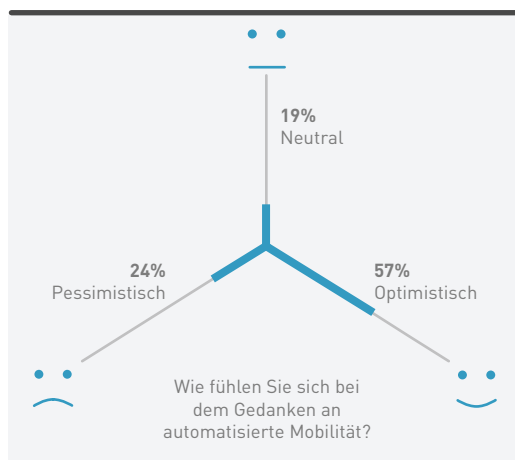 19%
Neutral
24%
Pessimistisch
57%
Optimistisch
Wie fühlen Sie sich bei
dem Gedanken an
automatisierte Mobilität?